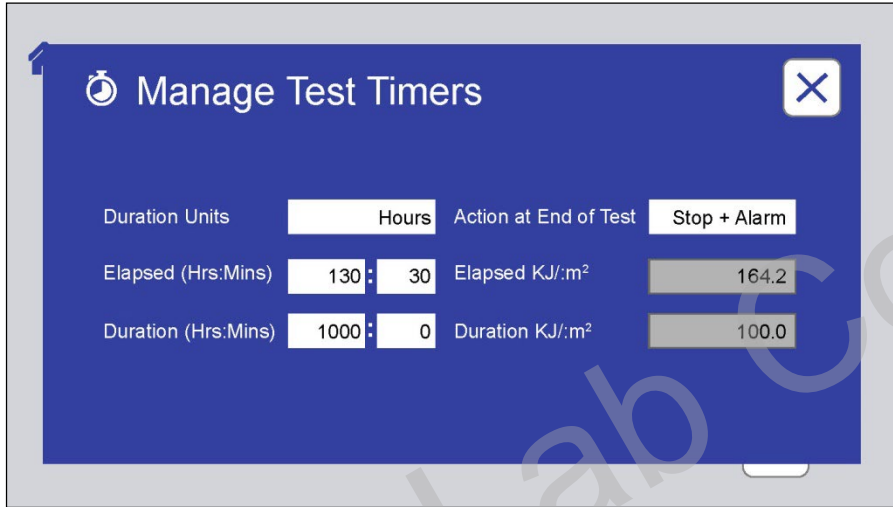 Manage Test Timers
Duration Units Hours Action at End of Test Stop + Alarm
Elapsed (Hrs:Mins) 130 : 30 Elapsed KJ/:m² 164.2
Duration (Hrs:Mins) 1000 : 0 Duration KJ/:m² 100.0
Lab